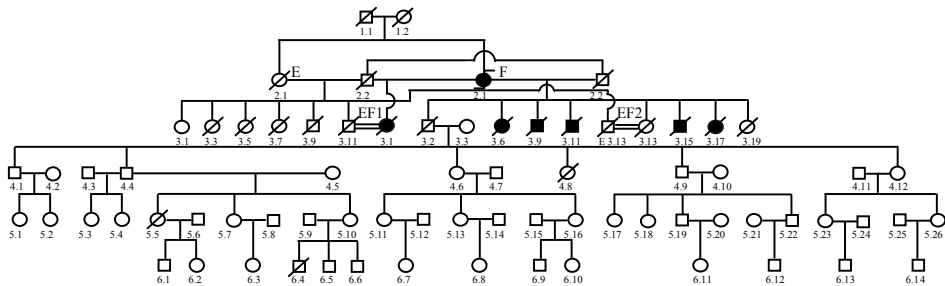 1.1 1.2
E F
2.1 2.2 2.1 2.2
EF1 EF2
3.1 3.3 3.5 3.7 3.9 3.11 3.1 3.2 3.3 3.6 3.9 3.11 E 3.13 3.13 3.15 3.17 3.19
4.1 4.2 4.3 4.4 4.5 4.6 4.7 4.8 4.9 4.10 4.11 4.12
5.1 5.2 5.3 5.4 5.5 5.6 5.7 5.8 5.9 5.10 5.11 5.12 5.13 5.14 5.15 5.16 5.17 5.18 5.19 5.20 5.21 5.22 5.23 5.24 5.25 5.26
6.1 6.2 6.3 6.4 6.5 6.6 6.7 6.8 6.9 6.10 6.11 6.12 6.13 6.14